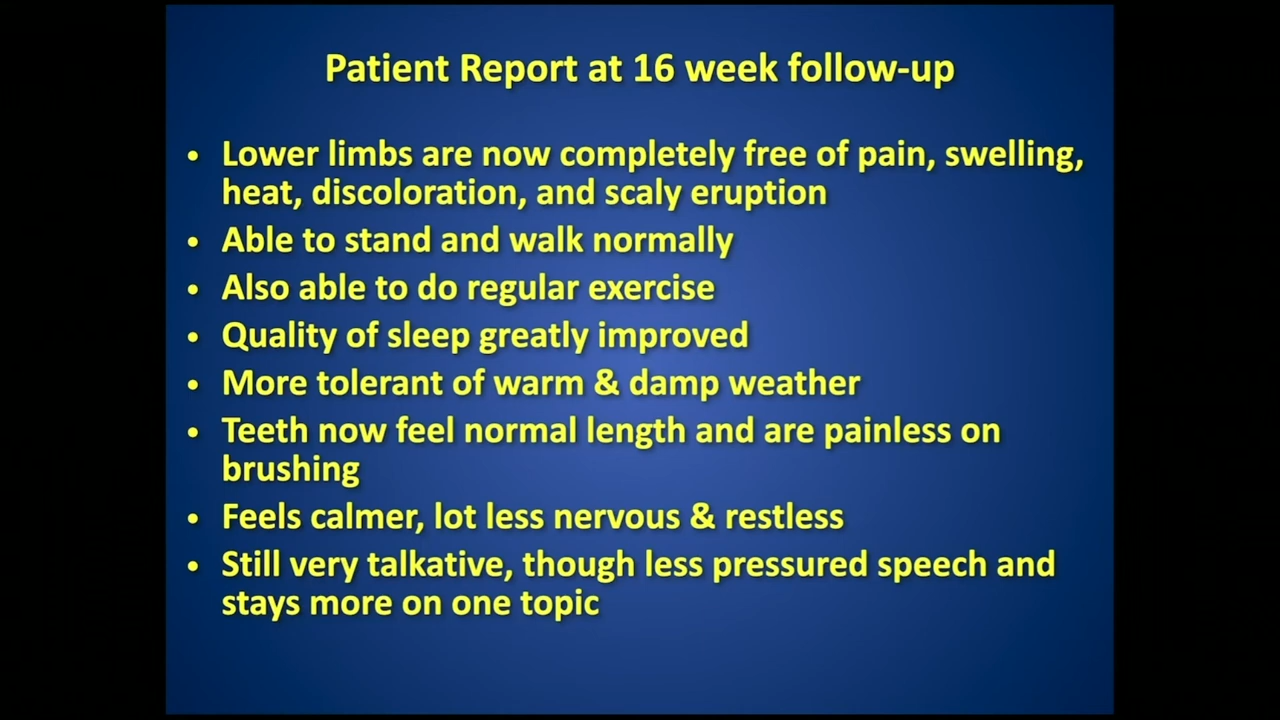 Patient Report at 16 week follow-up
• Lower limbs are now completely free of pain, swelling,
heat, discoloration, and scaly eruption
• Able to stand and walk normally
• Also able to do regular exercise
• Quality of sleep greatly improved
• More tolerant of warm & damp weather
• Teeth now feel normal length and are painless on
brushing
• Feels calmer, lot less nervous & restless
• Still very talkative, though less pressured speech and
stays more on one topic